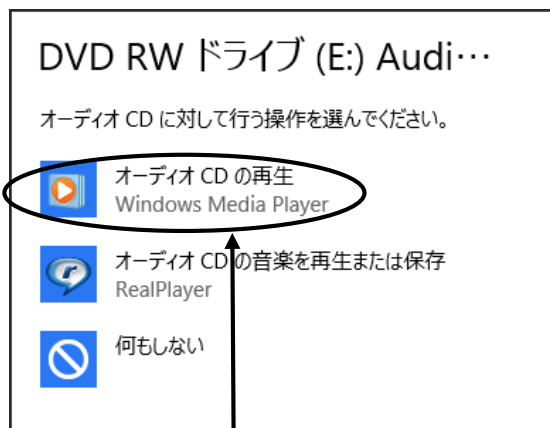 DVD RW ドライブ (E:) Audi…
オーディオ CD に対して行う操作を選んでください。
オーディオ CD の再生
Windows Media Player
オーディオ CD の音楽を再生または保存
RealPlayer
何もしない